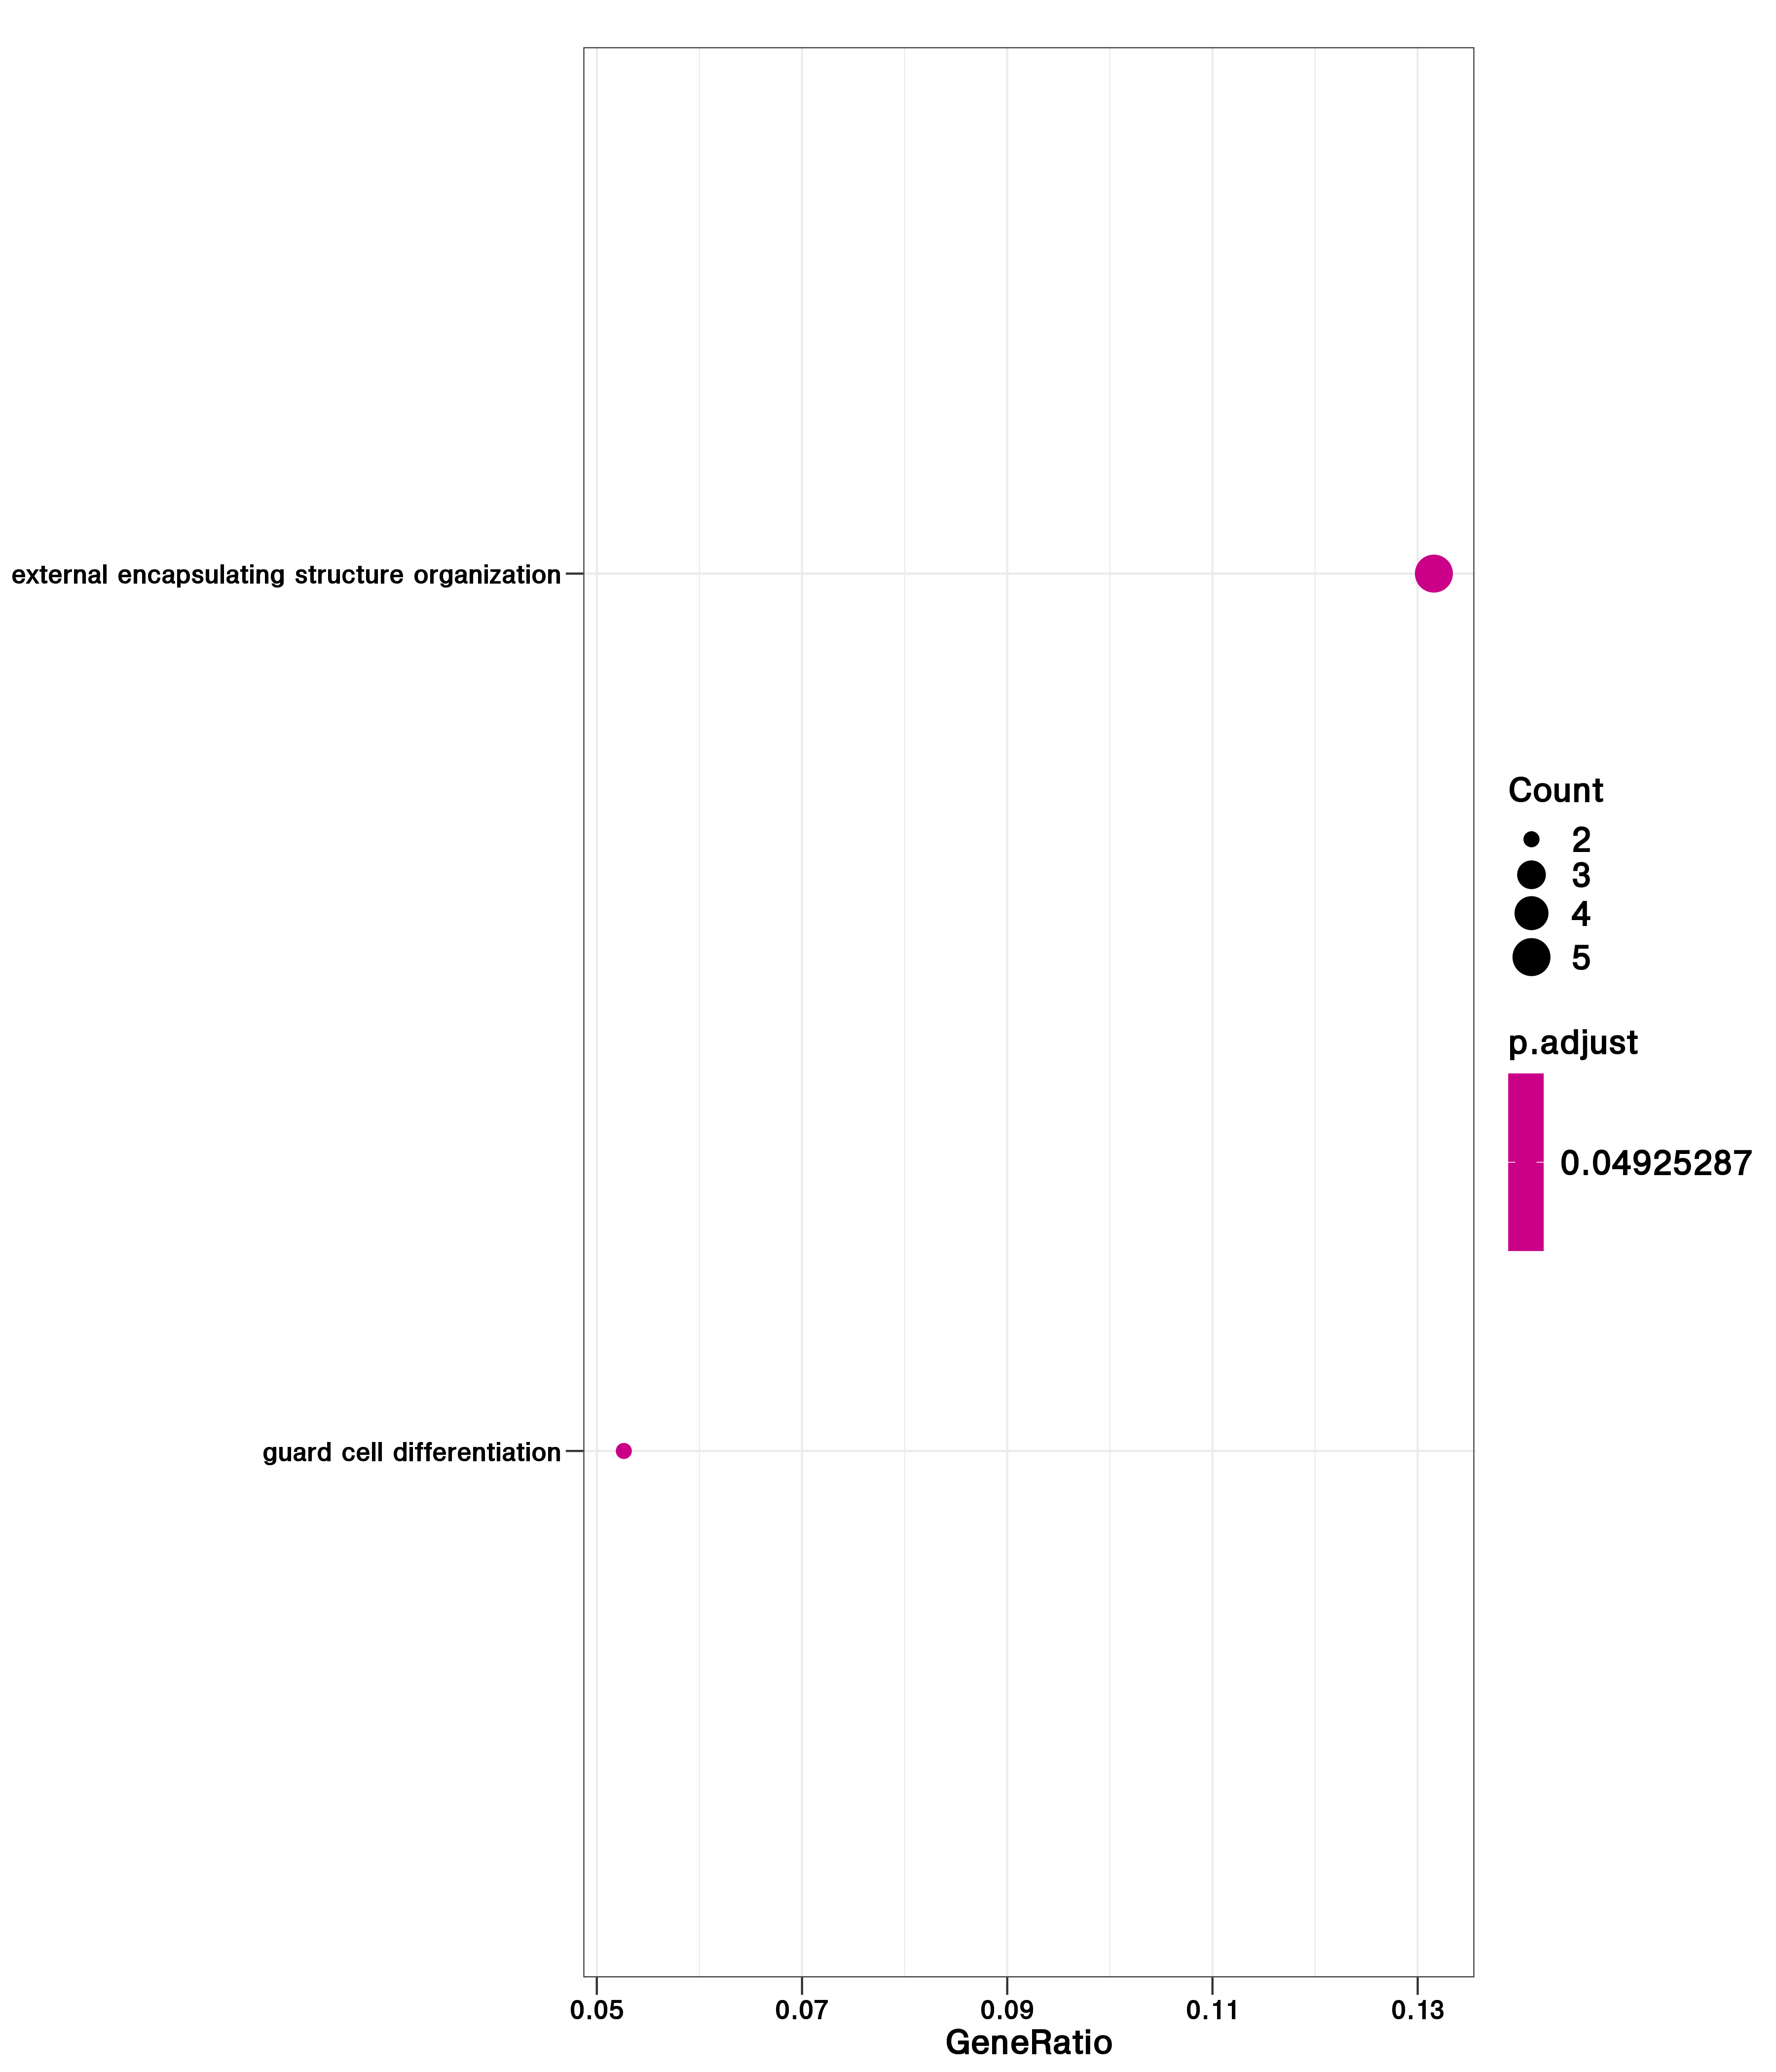 external encapsulating structure organization
guard cell differentiation
0.05 0.07 0.09 0.11 0.13
GeneRatio
Count
2
3
4
5
p.adjust
0.04925287